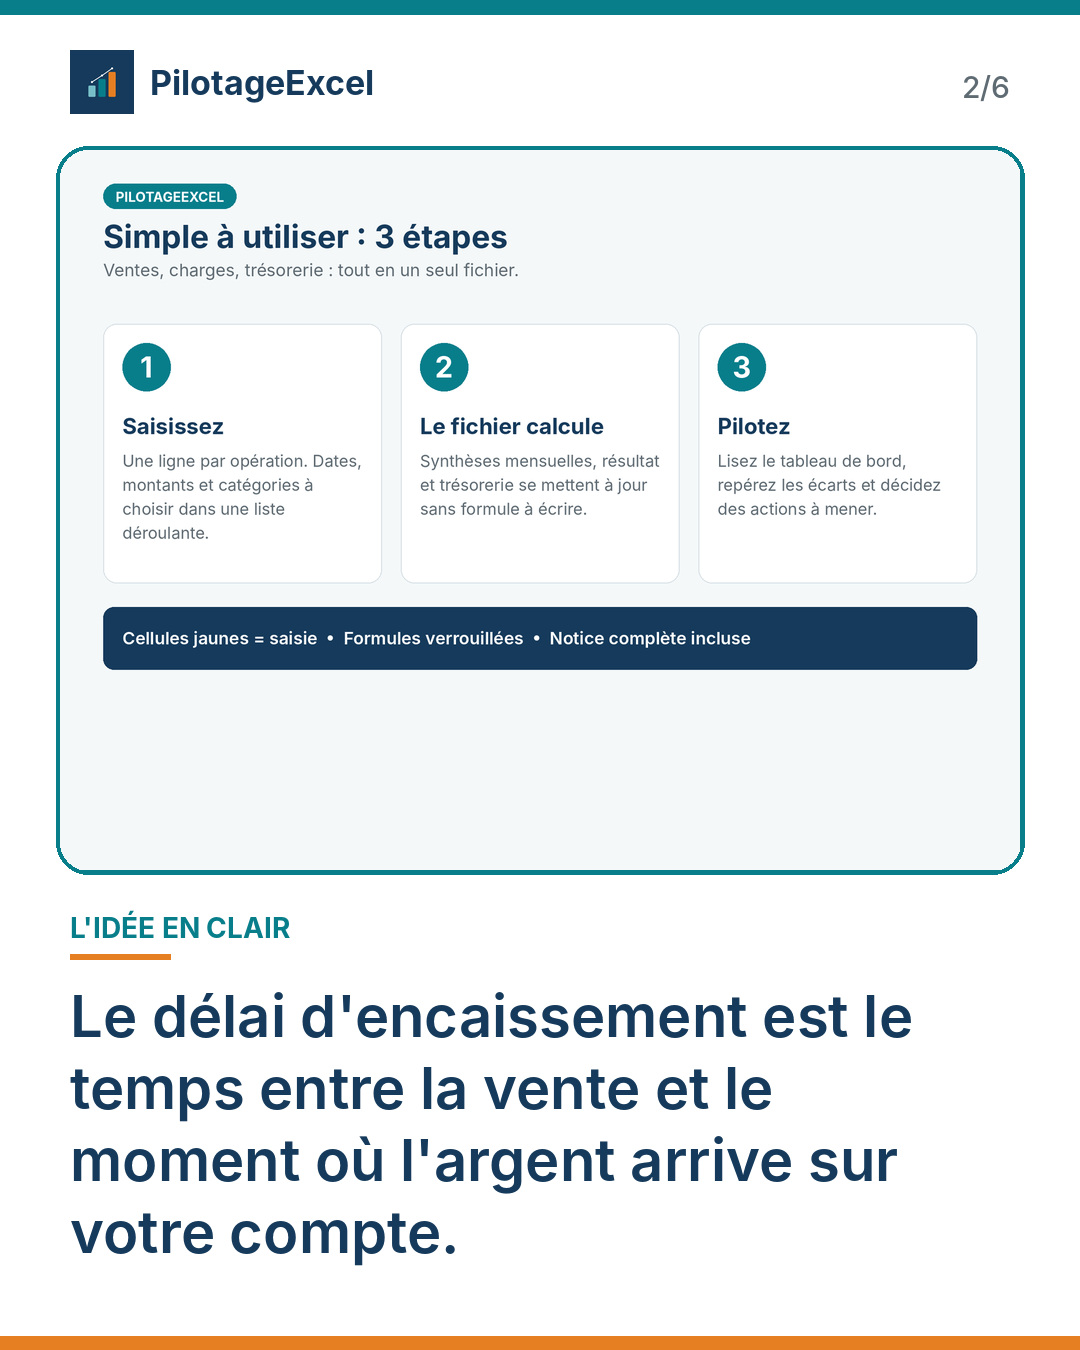 PilotageExcel
2/6
PILOTAGEEXCEL
Simple à utiliser : 3 étapes
Ventes, charges, trésorerie : tout en un seul fichier.
1
Saisissez
Une ligne par opération. Dates,
montants et catégories à
choisir dans une liste
déroulante.
2
Le fichier calcule
Synthèses mensuelles, résultat
et trésorerie se mettent à jour
sans formule à écrire.
3
Pilotez
Lisez le tableau de bord,
repérez les écarts et décidez
des actions à mener.
Cellules jaunes = saisie • Formules verrouillées • Notice complète incluse
L'IDÉE EN CLAIR
Le délai d'encaissement est le
temps entre la vente et le
moment où l'argent arrive sur
votre compte.